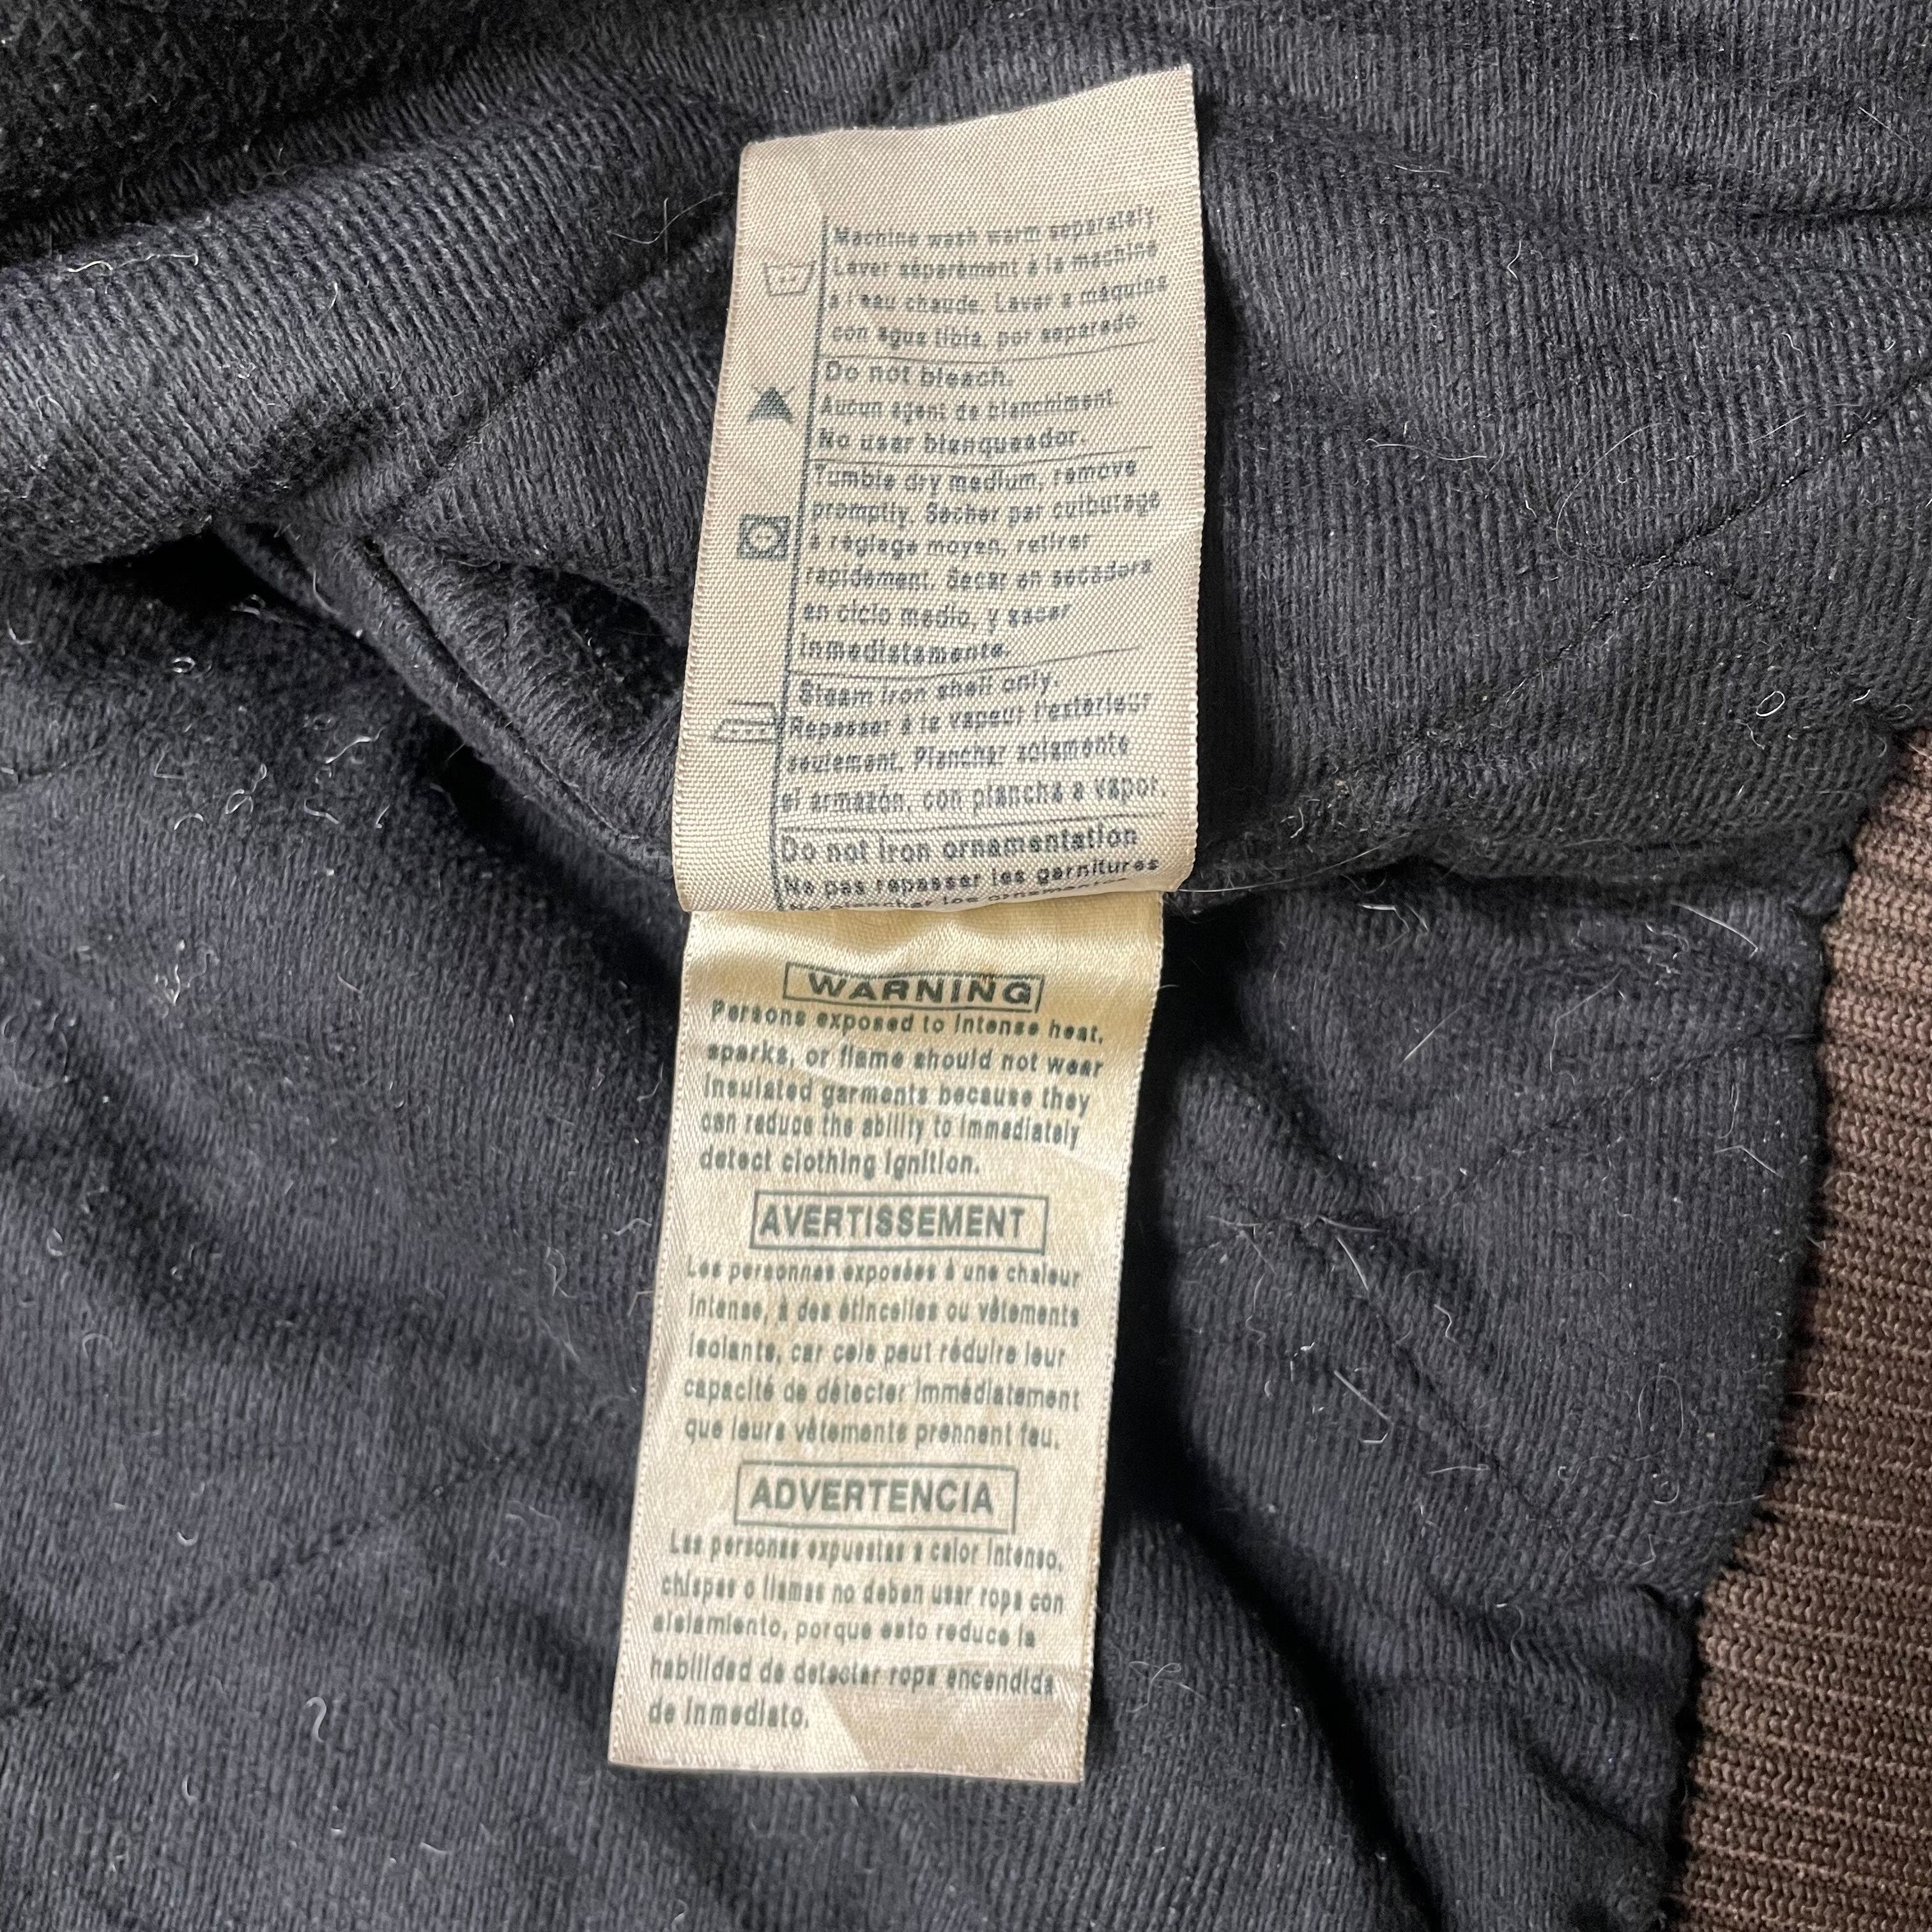 Machine wash warm separately.
Laver séparément à la machine
à l'eau chaude. Lavar a máquina
con agua tibia, por separado.
Do not bleach.
Aucun agent de blanchiment.
No usar blanqueador.
Tumble dry medium, remove
promptly. Sécher par culbutage
à réglage moyen, retirer
rapidement. Secar en secadora
en ciclo medio, y sacar
inmediatamente.
Steam iron shell only.
Repasser à la vapeur l'extérieur
seulement. Planchar solamente
el armazón, con plancha a vapor.
Do not iron ornamentation
Ne pas repasser les garnitures
No planchar los ornamentos
WARNING
Persons exposed to intense heat,
sparks, or flame should not wear
insulated garments because they
can reduce the ability to immediately
detect clothing ignition.
AVERTISSEMENT
Les personnes exposées à une chaleur
intense, à des étincelles ou vêtements
isolants, car cela peut réduire leur
capacité de détecter immédiatement
que leurs vêtements prennent fau.
ADVERTENCIA
Las personas expuestas a calor intenso,
chispas o llamas no deben usar ropa con
aislamiento, porque esto reduce la
habilidad de detectar ropa encendida
de inmediato.